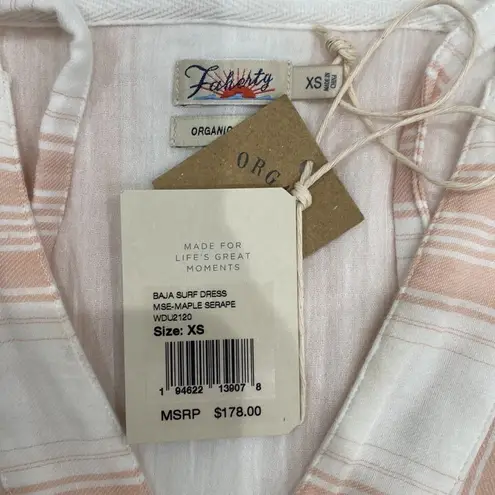 Faherty
XS
MADE IN
CHINA
ORGANIC
ORG
MADE FOR
LIFE'S GREAT
MOMENTS
BAJA SURF DRESS
MSE-MAPLE SERAPE
WDU2120
Size: XS
1 94622 13907 8
MSRP $178.00